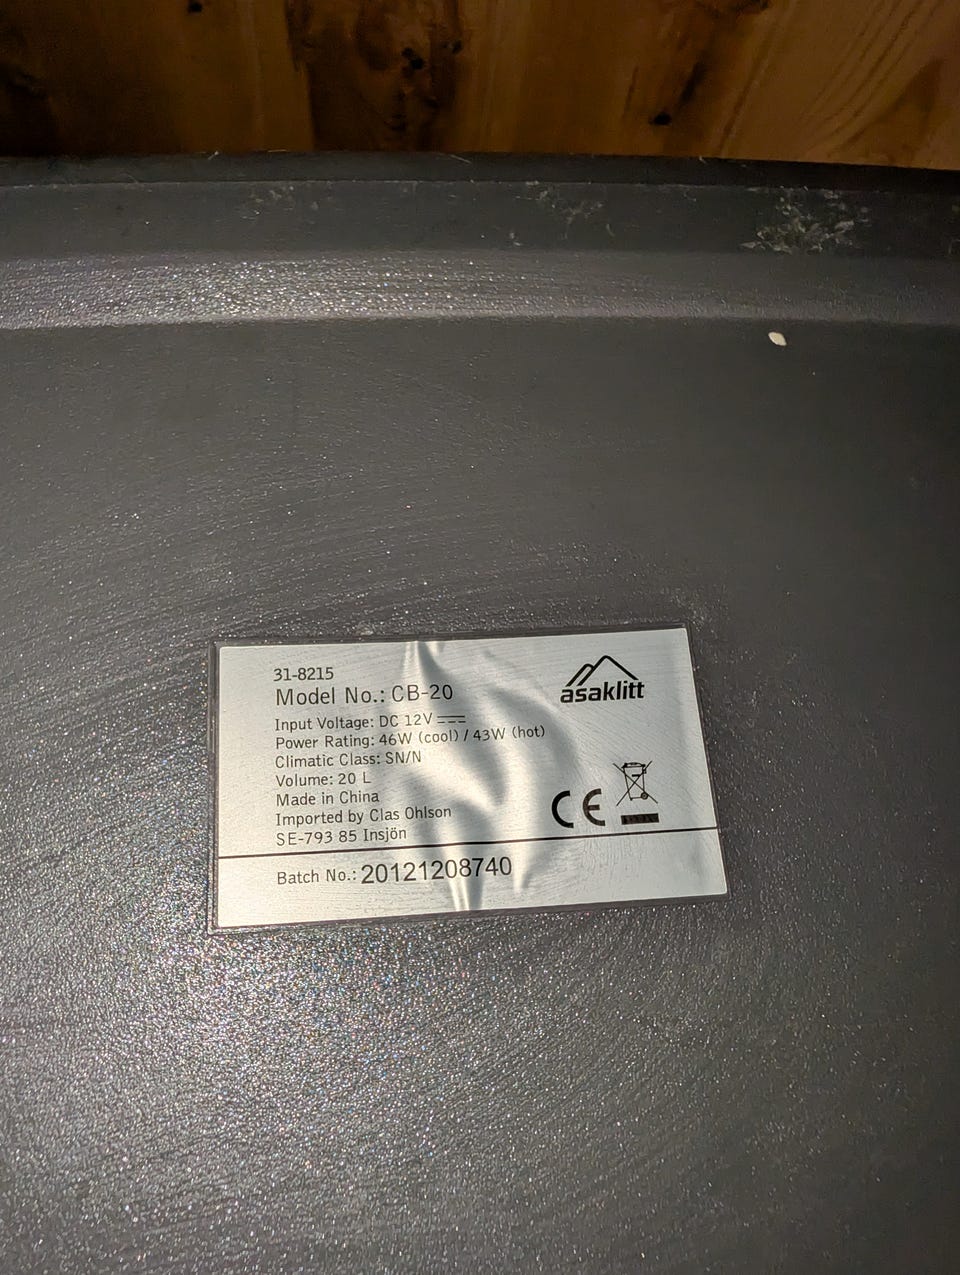 31-8215
Model No.: CB-20
asaklitt
Input Voltage: DC 12V
Power Rating: 46W (cool) / 43W (hot)
Climatic Class: SN/N
Volume: 20 L
Made in China
Imported by Clas Ohlson
SE-793 85 Insjön
CE
Batch No.: 20121208740